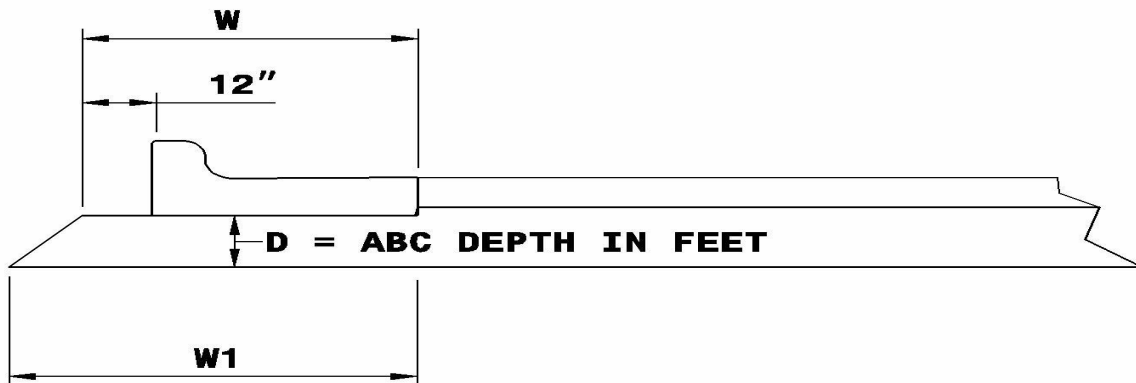 W
12″
D = ABC DEPTH IN FEET
W1